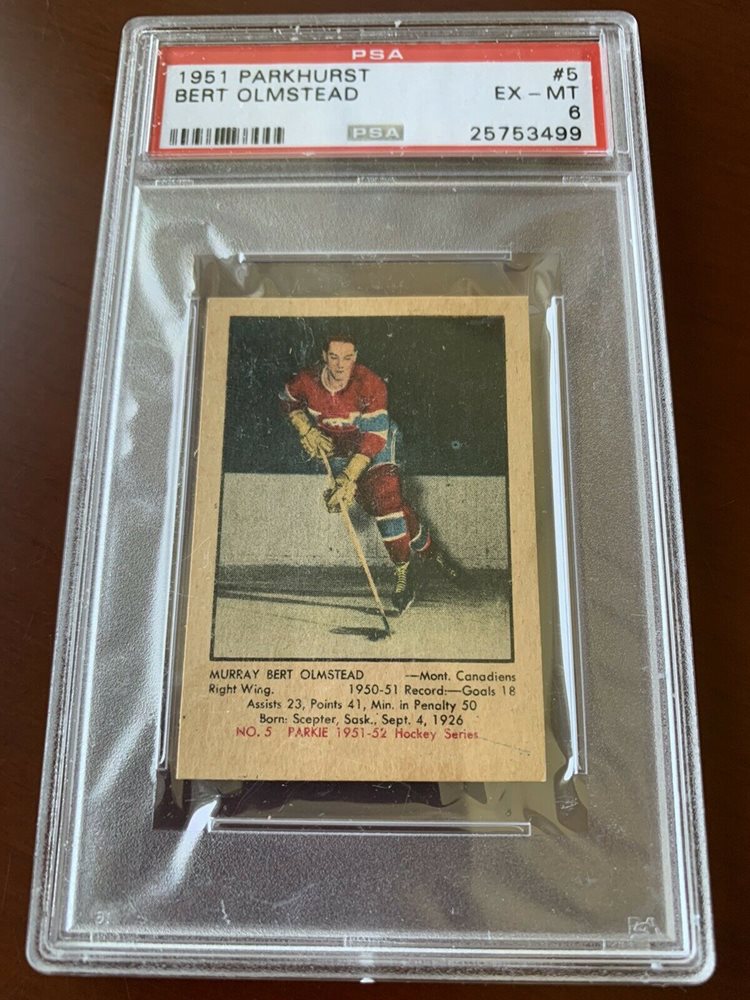 PSA
1951 PARKHURST #5
BERT OLMSTEAD EX - MT
6
PSA 25753499
MURRAY BERT OLMSTEAD —Mont. Canadiens
Right Wing. 1950-51 Record:—Goals 18
Assists 23, Points 41, Min. in Penalty 50
Born: Scepter, Sask., Sept. 4, 1926
NO. 5 PARKIE 1951-52 Hockey Series